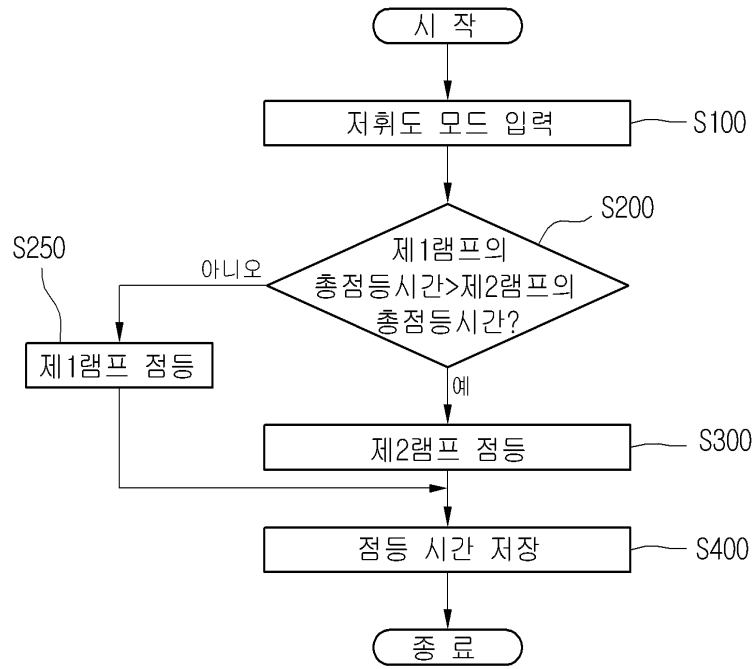 시 작
저휘도 모드 입력
S100
S200
제1램프의
총점등시간>제2램프의
총점등시간?
아니오
S250
제1램프 점등
예
제2램프 점등
S300
점등 시간 저장
S400
종 료